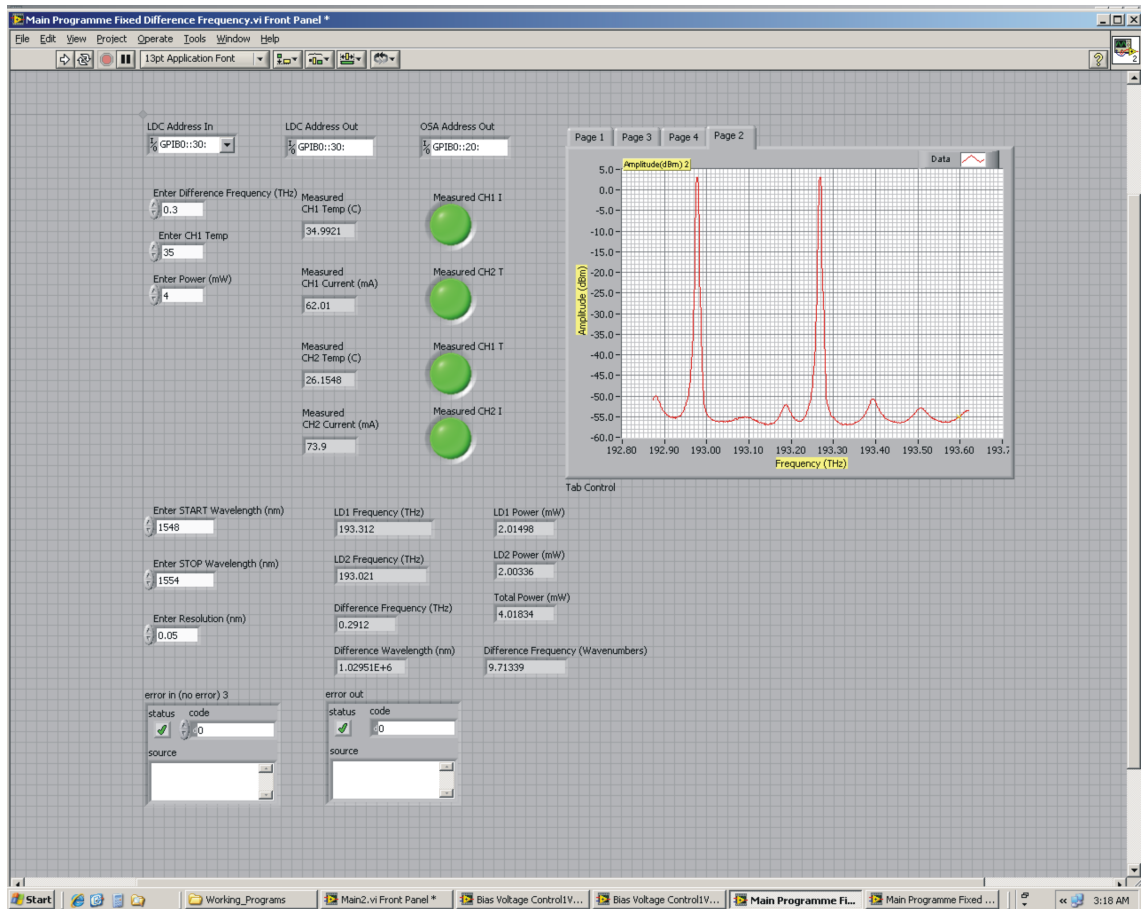 Main Programme Fixed Difference Frequency.vi Front Panel *
File Edit View Project Operate Tools Window Help
13pt Application Font
2
LDC Address In
GPIB0::30:
LDC Address Out
GPIB0::30:
OSA Address Out
GPIB0::20:
Enter Difference Frequency (THz)
0.3
Enter CH1 Temp
35
Enter Power (mW)
4
Measured
CH1 Temp (C)
34.9921
Measured
CH1 Current (mA)
62.01
Measured
CH2 Temp (C)
26.1548
Measured
CH2 Current (mA)
73.9
Measured CH1 I
Measured CH2 T
Measured CH1 T
Measured CH2 I
Page 1 Page 3 Page 4 Page 2
Amplitude(dBm) 2
Data
Amplitude (dBm)
5.0
0.0
-5.0
-10.0
-15.0
-20.0
-25.0
-30.0
-35.0
-40.0
-45.0
-50.0
-55.0
-60.0
192.80 192.90 193.00 193.10 193.20 193.30 193.40 193.50 193.60 193.7
Frequency (THz)
Tab Control
Enter START Wavelength (nm)
1548
Enter STOP Wavelength (nm)
1554
Enter Resolution (nm)
0.05
LD1 Frequency (THz)
193.312
LD2 Frequency (THz)
193.021
Difference Frequency (THz)
0.2912
Difference Wavelength (nm)
1.02951E+6
LD1 Power (mW)
2.01498
LD2 Power (mW)
2.00336
Total Power (mW)
4.01834
Difference Frequency (Wavenumbers)
9.71339
error in (no error) 3
status code
d0
source
error out
status code
d0
source
Start
Working_Programs
Main2.vi Front Panel *
Bias Voltage Control1V...
Bias Voltage Control1V...
Main Programme Fi...
Main Programme Fixed ...
3:18 AM